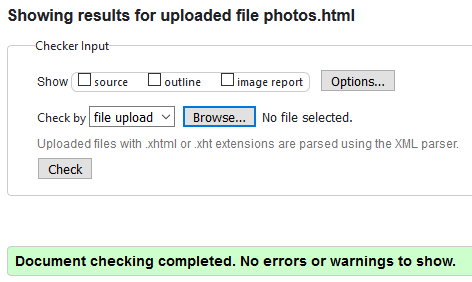 Showing results for uploaded file photos.html
Checker Input
Show source outline image report Options...
Check by file upload Browse... No file selected.
Uploaded files with .xhtml or .xht extensions are parsed using the XML parser.
Check
Document checking completed. No errors or warnings to show.